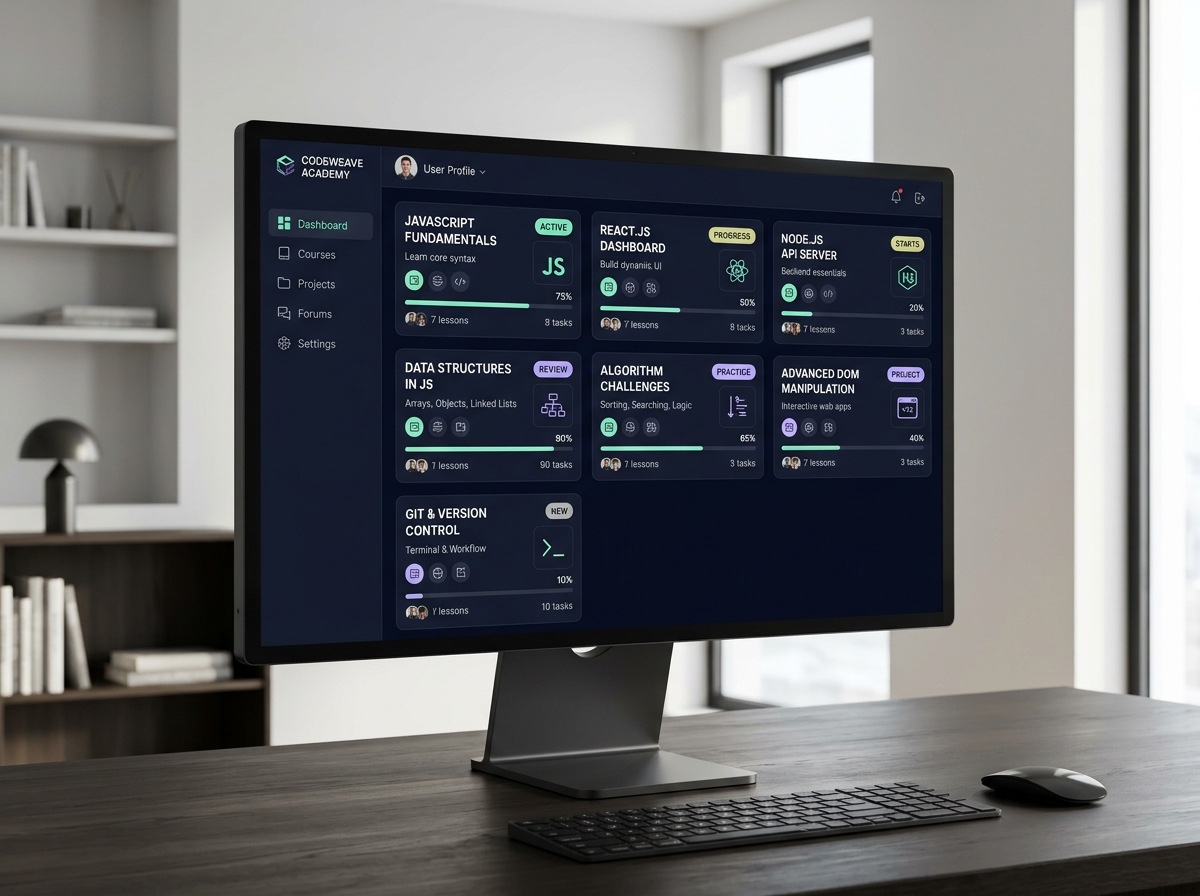 CODEWEAVE
ACADEMY
User Profile
Dashboard
Courses
Projects
Forums
Settings
JAVASCRIPT
FUNDAMENTALS
ACTIVE
Learn core syntax
JS
75%
7 lessons
8 tasks
REACT.JS
DASHBOARD
PROGRESS
Build dynamic UI
50%
7 lessons
8 tasks
NODE.JS
API SERVER
STARTS
Backend essentials
20%
7 lessons
3 tasks
DATA STRUCTURES
IN JS
REVIEW
Arrays, Objects, Linked Lists
90%
7 lessons
90 tasks
ALGORITHM
CHALLENGES
PRACTICE
Sorting, Searching, Logic
65%
7 lessons
3 tasks
ADVANCED DOM
MANIPULATION
PROJECT
Interactive wab apps
40%
7 lessons
3 tasks
GIT & VERSION
CONTROL
NEW
Terminal & Workflow
10%
lessons
10 tasks